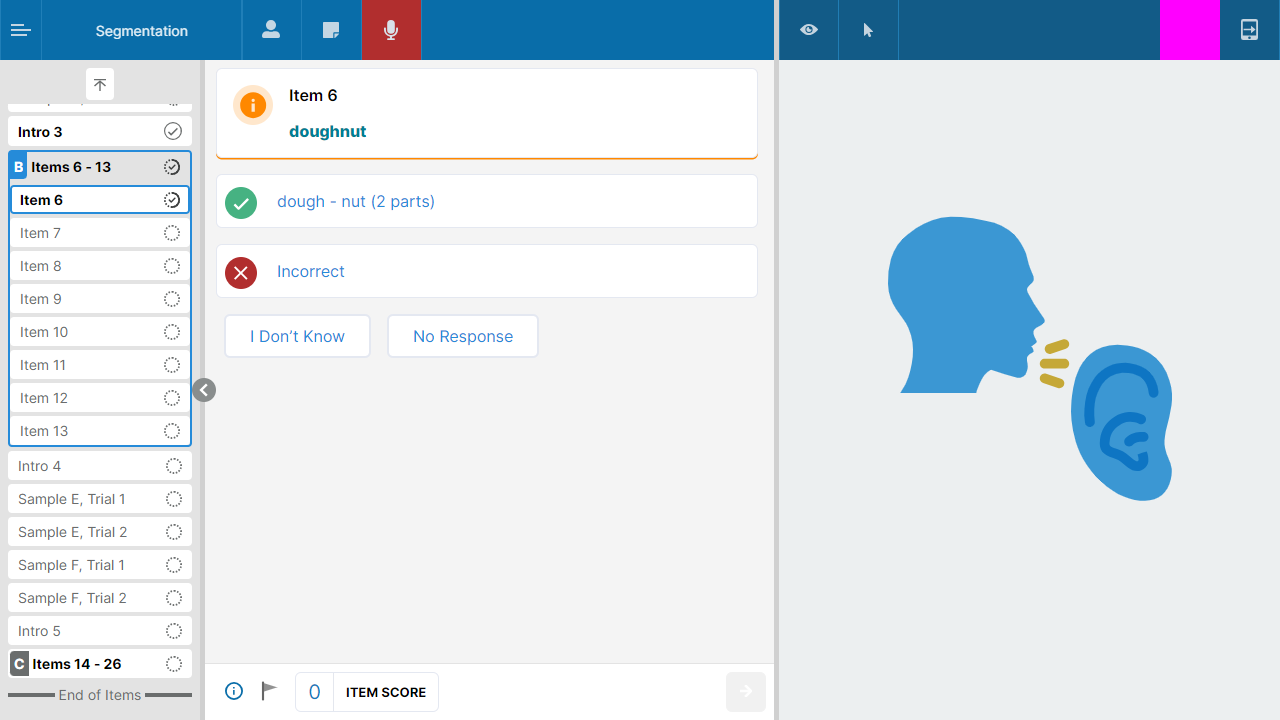 Segmentation
Intro 3
B Items 6 - 13
Item 6
Item 7
Item 8
Item 9
Item 10
Item 11
Item 12
Item 13
Intro 4
Sample E, Trial 1
Sample E, Trial 2
Sample F, Trial 1
Sample F, Trial 2
Intro 5
C Items 14 - 26
End of Items
Item 6
doughnut
dough - nut (2 parts)
Incorrect
I Don’t Know
No Response
0 ITEM SCORE